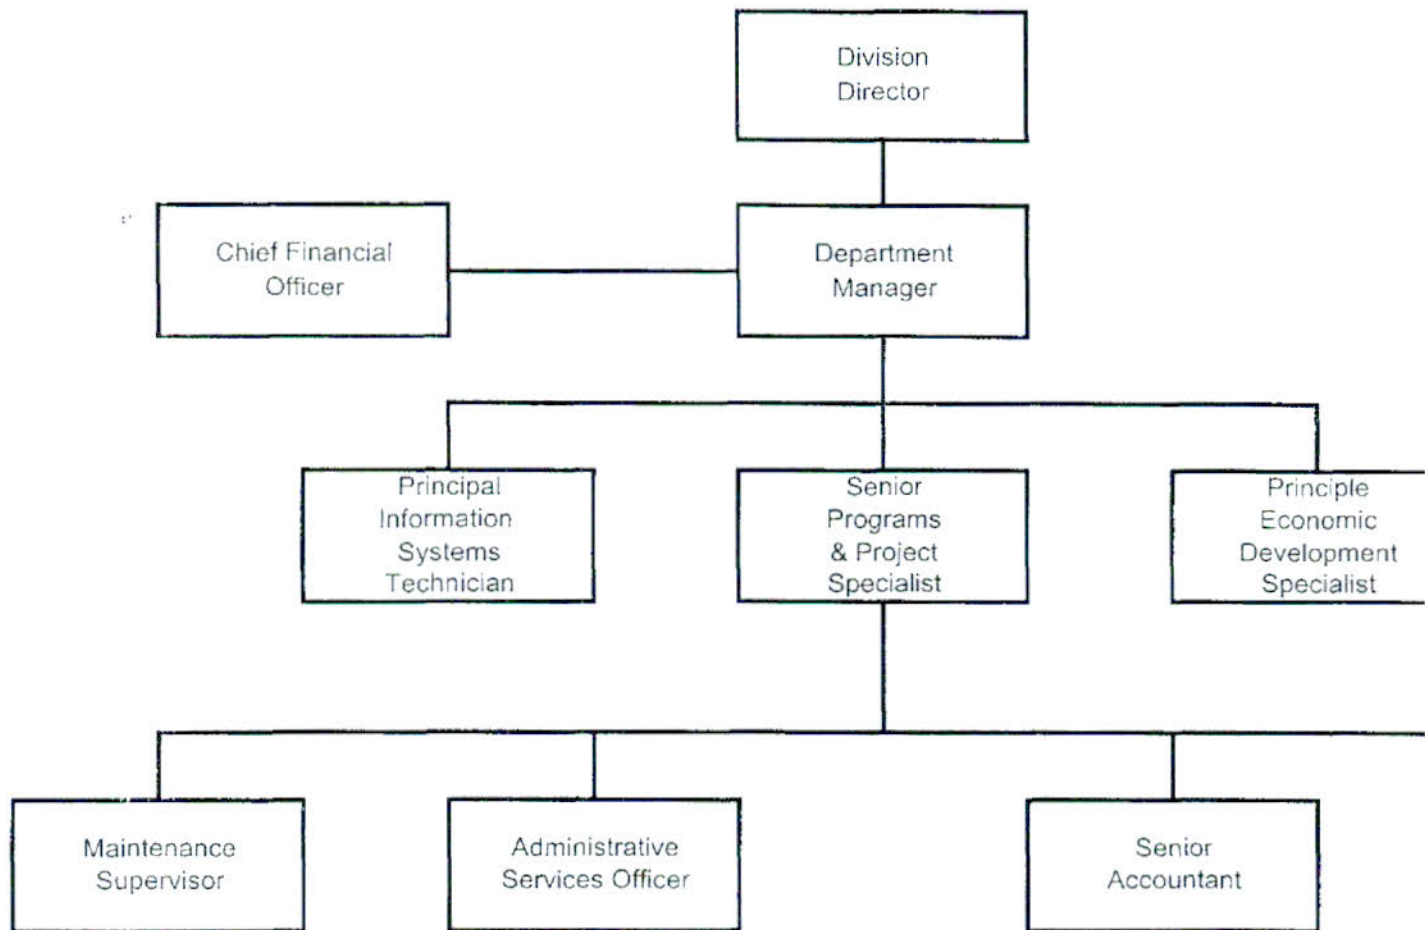 Division
Director
Chief Financial
Officer
Department
Manager
Principal
Information
Systems
Technician
Senior
Programs
& Project
Specialist
Principle
Economic
Development
Specialist
Maintenance
Supervisor
Administrative
Services Officer
Senior
Accountant